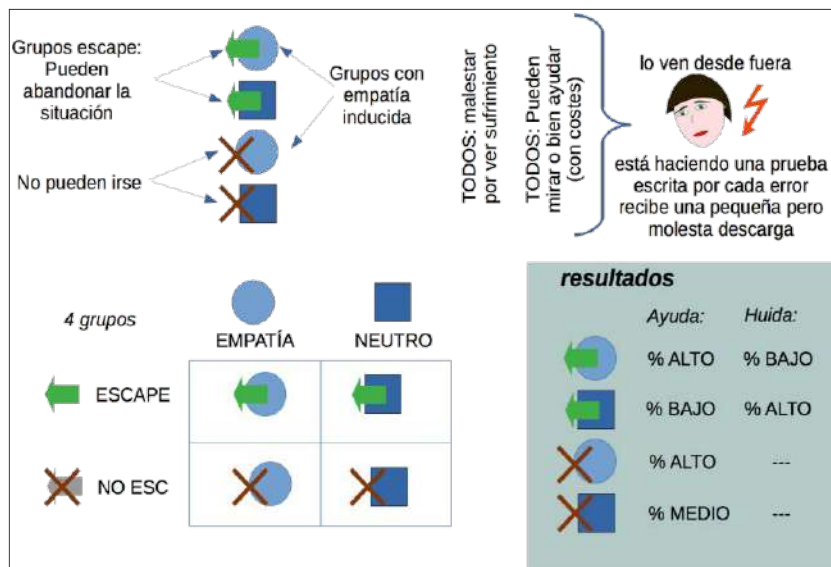 Grupos escape:
Pueden
abandonar la
situación
No pueden irse
Grupos con
empatía
inducida
TODOS: malestar
por ver sufrimiento
TODOS: Pueden
mirar o bien ayudar
(con costes)
lo ven desde fuera
está haciendo una prueba
escrita por cada error
recibe una pequeña pero
molesta descarga
4 grupos
EMPATÍA
NEUTRO
ESCAPE
NO ESC
resultados
Ayuda: Huida:
% ALTO % BAJO
% BAJO % ALTO
% ALTO ---
% MEDIO ---